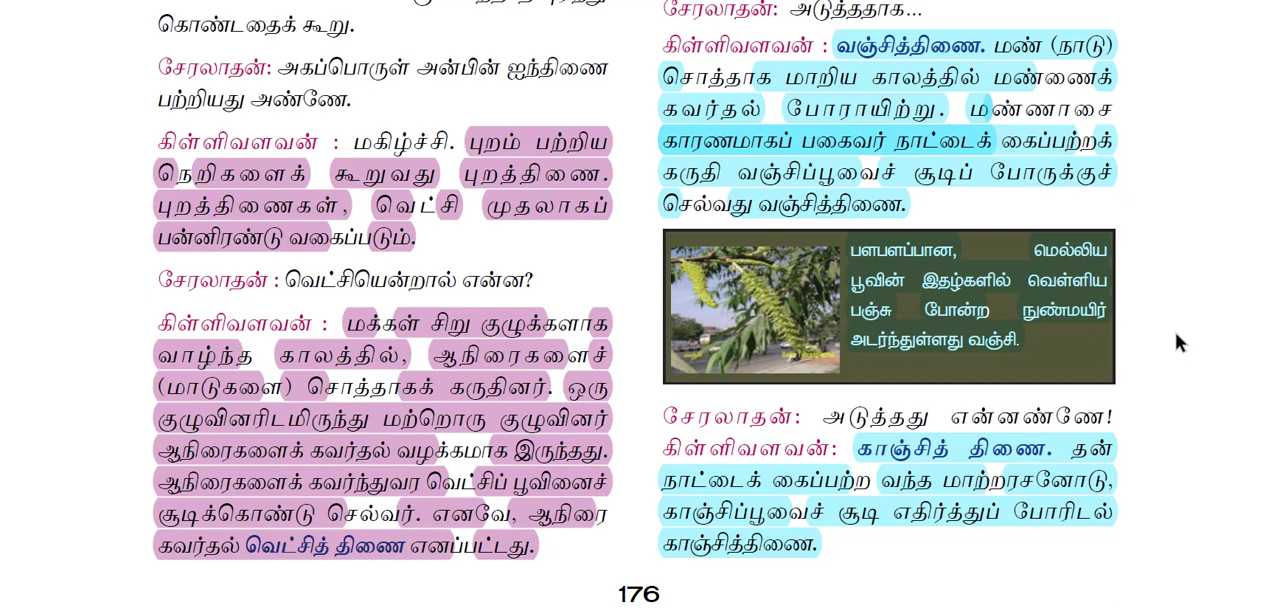 கொண்டதைக் கூறு.
சேரலாதன்: அகப்பொருள் அன்பின் ஐந்திணை
பற்றியது அண்ணே.
கிள்ளிவளவன் : மகிழ்ச்சி. புறம் பற்றிய
நெறிகளைக் கூறுவது புறத்திணை.
புறத்திணைகள், வெட்சி முதலாகப்
பன்னிரண்டு வகைப்படும்.
சேரலாதன் : வெட்சியென்றால் என்ன?
கிள்ளிவளவன் : மக்கள் சிறு குழுக்களாக
வாழ்ந்த காலத்தில், ஆநிரைகளைச்
(மாடுகளை) சொத்தாகக் கருதினர். ஒரு
குழுவினரிடமிருந்து மற்றொரு குழுவினர்
ஆநிரைகளைக் கவர்தல் வழக்கமாக இருந்தது.
ஆநிரைகளைக் கவர்ந்துவர வெட்சிப் பூவினைச்
சூடிக்கொண்டு செல்வர். எனவே, ஆநிரை
கவர்தல் வெட்சித் திணை எனப்பட்டது.
சேரலாதன்: அடுத்ததாக...
கிள்ளிவளவன் : வஞ்சித்திணை. மண் (நாடு)
சொத்தாக மாறிய காலத்தில் மண்ணைக்
கவர்தல் போராயிற்று. மண்ணாசை
காரணமாகப் பகைவர் நாட்டைக் கைப்பற்றக்
கருதி வஞ்சிப்பூவைச் சூடிப் போருக்குச்
செல்வது வஞ்சித்திணை.
பளபளப்பான, மெல்லிய
பூவின் இதழ்களில் வெள்ளிய
பஞ்சு போன்ற நுண்மயிர்
அடர்ந்துள்ளது வஞ்சி.
சேரலாதன்: அடுத்தது என்னண்ணே!
கிள்ளிவளவன்: காஞ்சித் திணை. தன்
நாட்டைக் கைப்பற்ற வந்த மாற்றரசனோடு,
காஞ்சிப்பூவைச் சூடி எதிர்த்துப் போரிடல்
காஞ்சித்திணை.
176